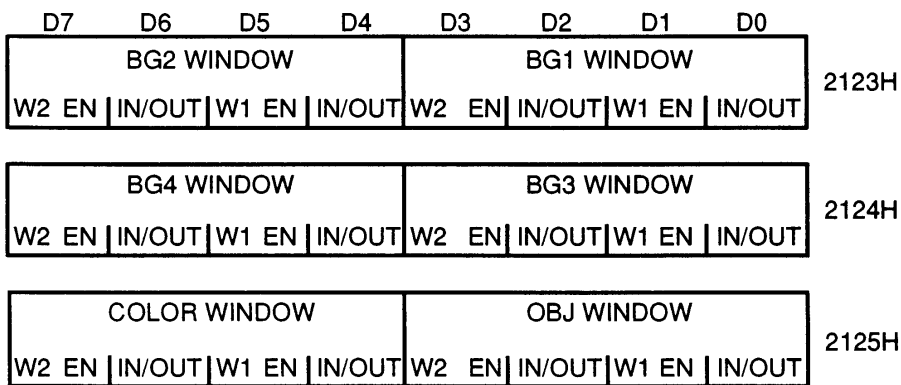 D7 D6 D5 D4 D3 D2 D1 D0
BG2 WINDOW BG1 WINDOW
2123H
W2 EN IN/OUT W1 EN IN/OUT W2 EN IN/OUT W1 EN IN/OUT
BG4 WINDOW BG3 WINDOW
2124H
W2 EN IN/OUT W1 EN IN/OUT W2 EN IN/OUT W1 EN IN/OUT
COLOR WINDOW OBJ WINDOW
2125H
W2 EN IN/OUT W1 EN IN/OUT W2 EN IN/OUT W1 EN IN/OUT